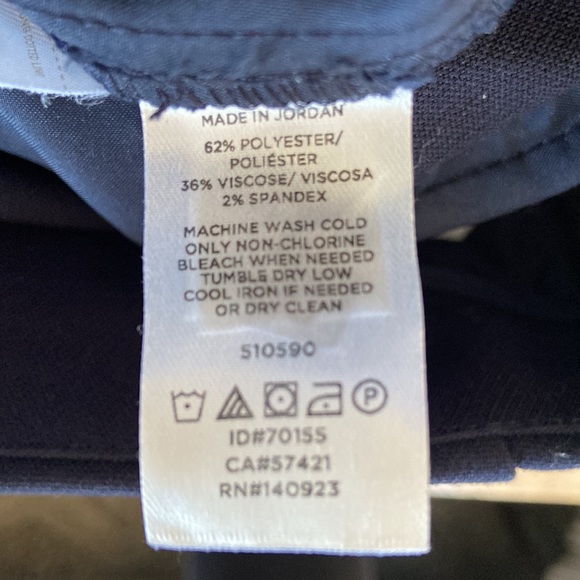 MADE IN JORDAN
62% POLYESTER/
POLIÉSTER
36% VISCOSE/ VISCOSA
2% SPANDEX
MACHINE WASH COLD
ONLY NON-CHLORINE
BLEACH WHEN NEEDED
TUMBLE DRY LOW
COOL IRON IF NEEDED
OR DRY CLEAN
510590
P
ID#70155
CA#57421
RN#140923